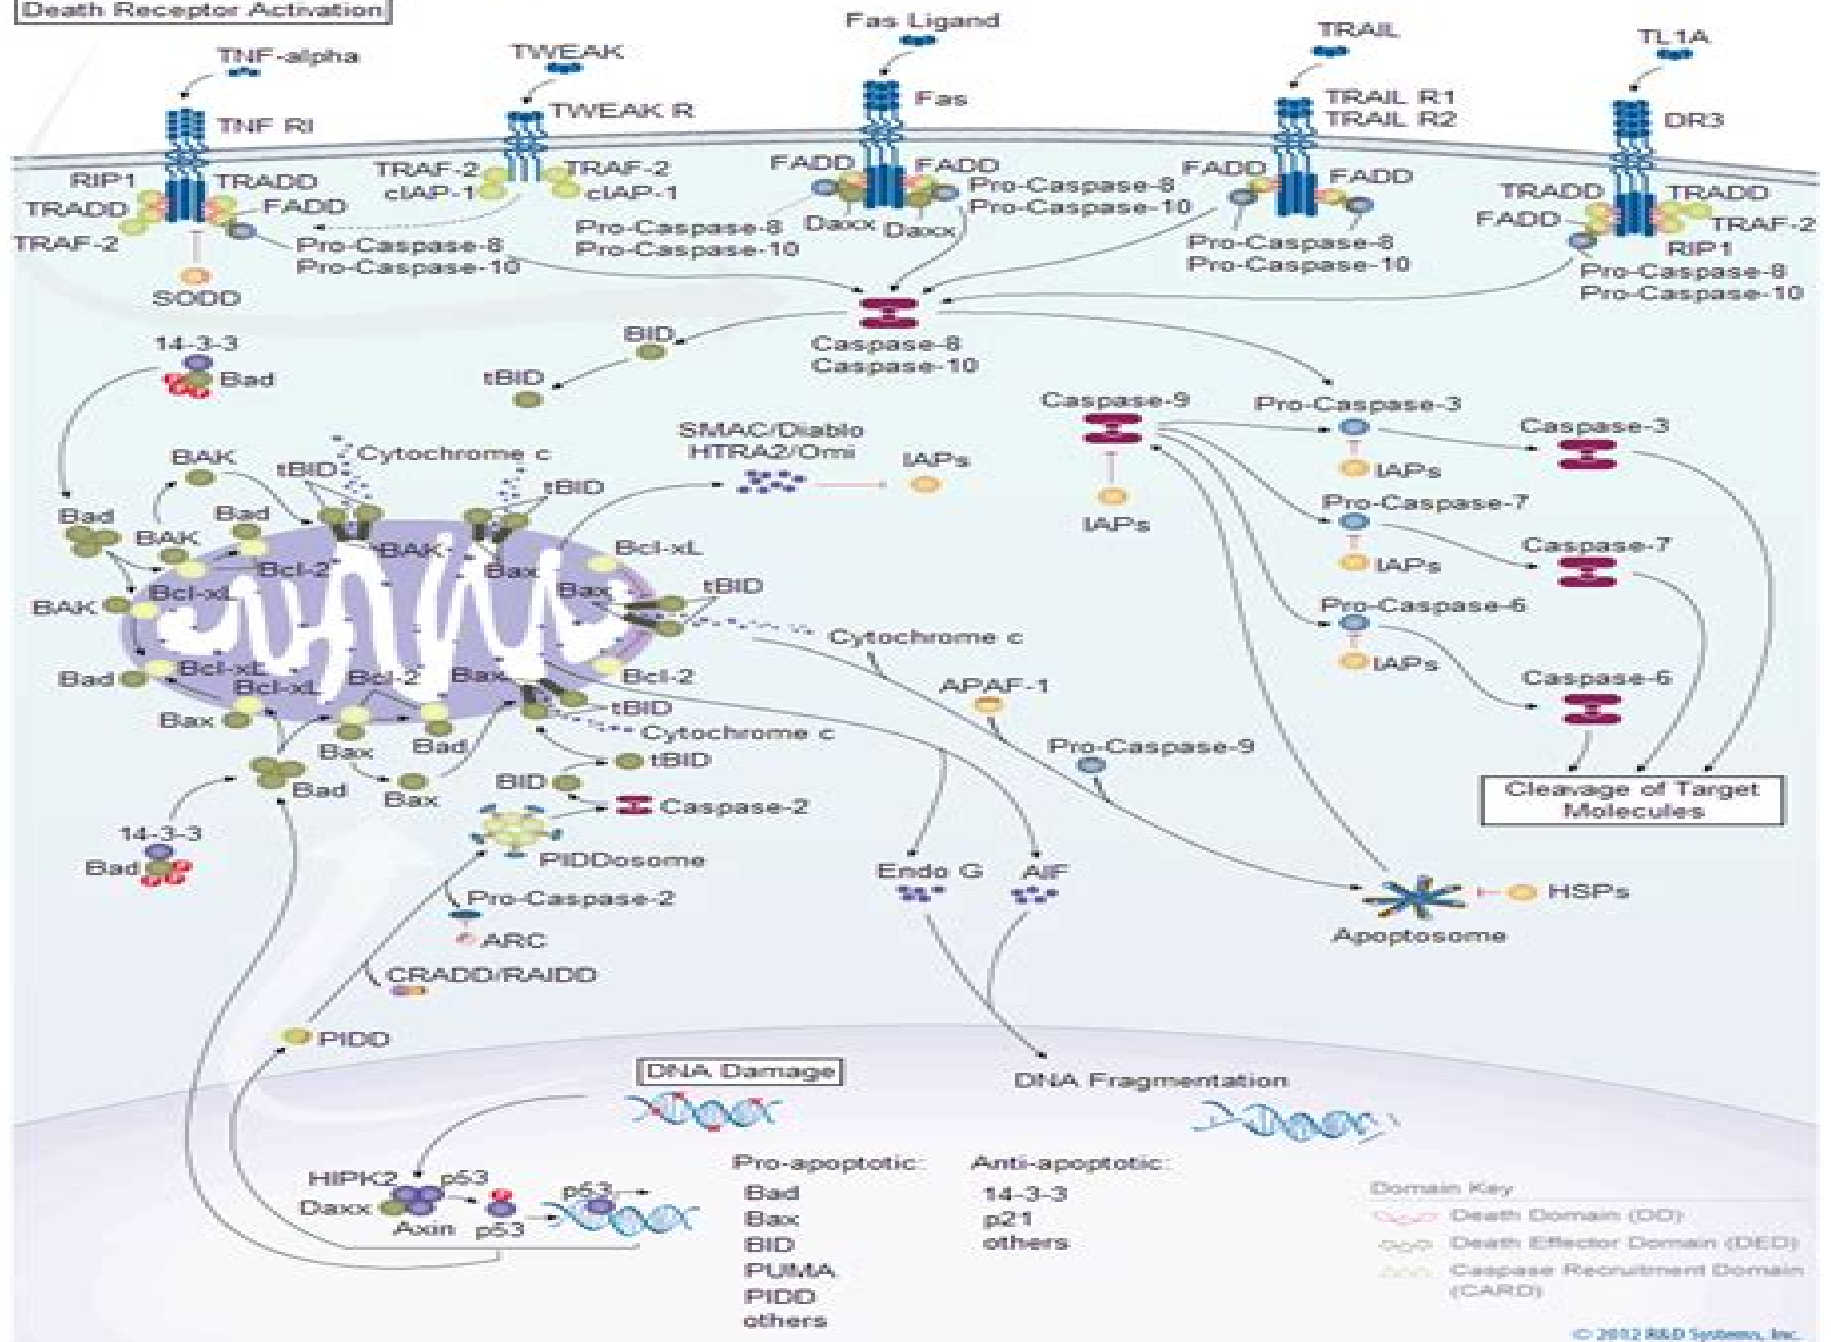 Death Receptor Activation
TNF-alpha
TWEAK
Fas Ligand
TRAIL
TL1A
TNF RI
TWEAK R
Fas
TRAIL R1
TRAIL R2
DR3
RIP1
TRADD
TRADD
FADD
TRAF-2
Pro-Caspase-8
Pro-Caspase-10
SODD
TRAF-2
TRAF-2
cIAP-1
cIAP-1
FADD
FADD
Pro-Caspase-8
Pro-Caspase-10
Pro-Caspase-8
Pro-Caspase-10
Daxx
Daxx
FADD
FADD
Pro-Caspase-8
Pro-Caspase-10
TRADD
TRADD
FADD
TRAF-2
RIP1
Pro-Caspase-8
Pro-Caspase-10
14-3-3
Bad
BID
tBID
Caspase-8
Caspase-10
Caspase-9
Pro-Caspase-3
Caspase-3
SMAC/Diablo
HTRA2/Omi
IAPs
IAPs
IAPs
Pro-Caspase-7
IAPs
Caspase-7
Pro-Caspase-6
IAPs
Caspase-6
BAK
tBID
Cytochrome c
tBID
Bad
BAK
Bad
BAK
Bcl-2
Bax
Bcl-xL
Bcl-xL
Bax
tBID
BAK
Cytochrome c
Bad
Bcl-xL
Bcl-xL
Bcl-2
Bax
Bcl-2
tBID
Bax
Cytochrome c
Bax
Bad
APAF-1
Pro-Caspase-9
Cleavage of Target
Molecules
Bad
Bax
BID
tBID
Caspase-2
14-3-3
Bad
PIDDosome
Pro-Caspase-2
ARC
CRADD/RAIDD
PIDD
Endo G
AIF
HSPs
Apoptosome
DNA Damage
DNA Fragmentation
HIPK2
p53
Daxx
Axin
p53
p53
Pro-apoptotic:
Bad
Bax
BID
PUMA
PIDD
others
Anti-apoptotic:
14-3-3
p21
others
Domain Key
Death Domain (DD)
Death Effector Domain (DED)
Caspase Recruitment Domain
(CARD)
© 2012 R&D Systems, Inc.